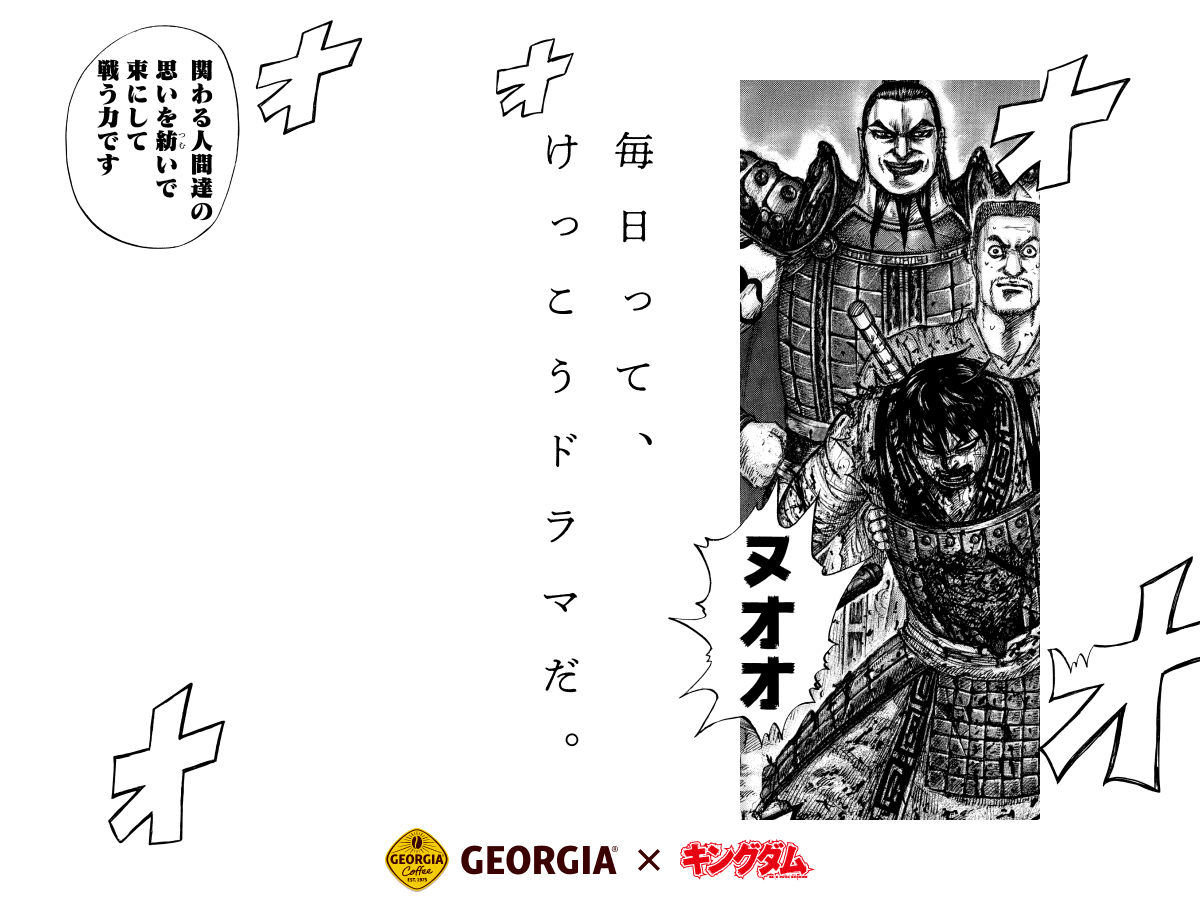 オ
毎日って、
けっこうドラマだ。
ヌオオ
オ
オ
オ
オ
関わる人間達の
思いを紡いで
つむ
束にして
戦う力です
GEORGIA
Coffee
EST. 1975
GEORGIA®
×
キングダム